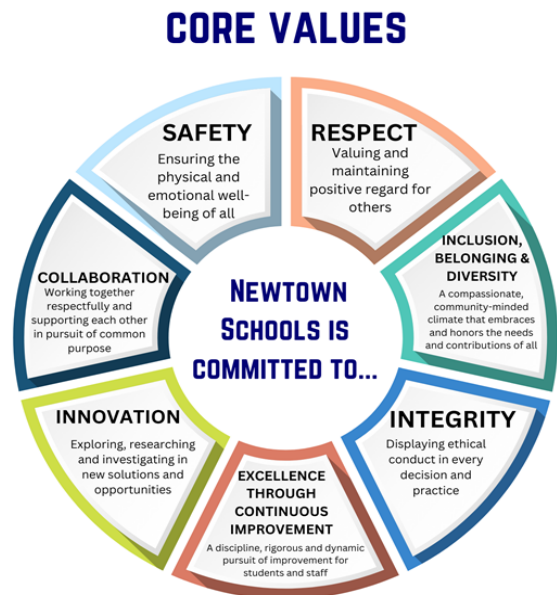 CORE VALUES
SAFETY
Ensuring the
physical and
emotional well-
being of all
RESPECT
Valuing and
maintaining
positive regard for
others
INCLUSION,
BELONGING &
DIVERSITY
A compassionate,
community-minded
climate that embraces
and honors the needs
and contributions of all
INTEGRITY
Displaying ethical
conduct in every
decision and
practice
EXCELLENCE
THROUGH
CONTINUOUS
IMPROVEMENT
A discipline, rigorous and dynamic
pursuit of improvement for
students and staff
INNOVATION
Exploring, researching
and investigating in
new solutions and
opportunities
COLLABORATION
Working together
respectfully and
supporting each other
in pursuit of common
purpose
NEWTOWN
SCHOOLS IS
COMMITTED TO...